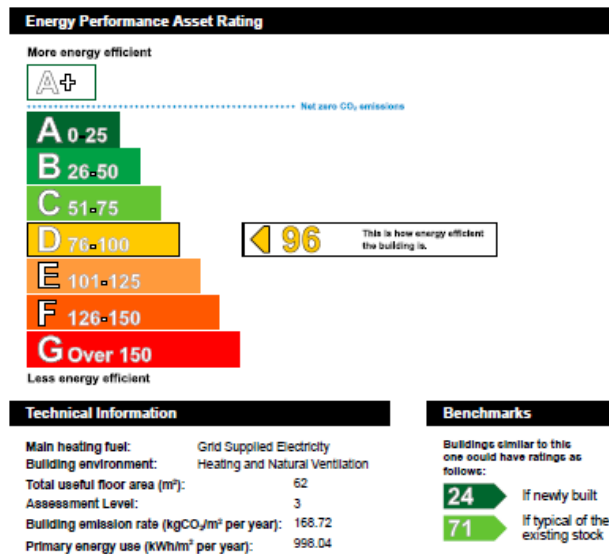 Energy Performance Asset Rating
More energy efficient
A+
Net zero CO₂ emissions
A 0-25
B 26-50
C 51-75
D 76-100
96
This is how energy efficient
the building is.
E 101-125
F 126-150
G Over 150
Less energy efficient
Technical Information
Main heating fuel: Grid Supplied Electricity
Building environment: Heating and Natural Ventilation
Total useful floor area (m²): 62
Assessment Level: 3
Building emission rate (kgCO₂/m² per year): 168.72
Primary energy use (kWh/m² per year): 998.04
Benchmarks
Buildings similar to this
one could have ratings as
follows:
24 If newly built
71 If typical of the
existing stock